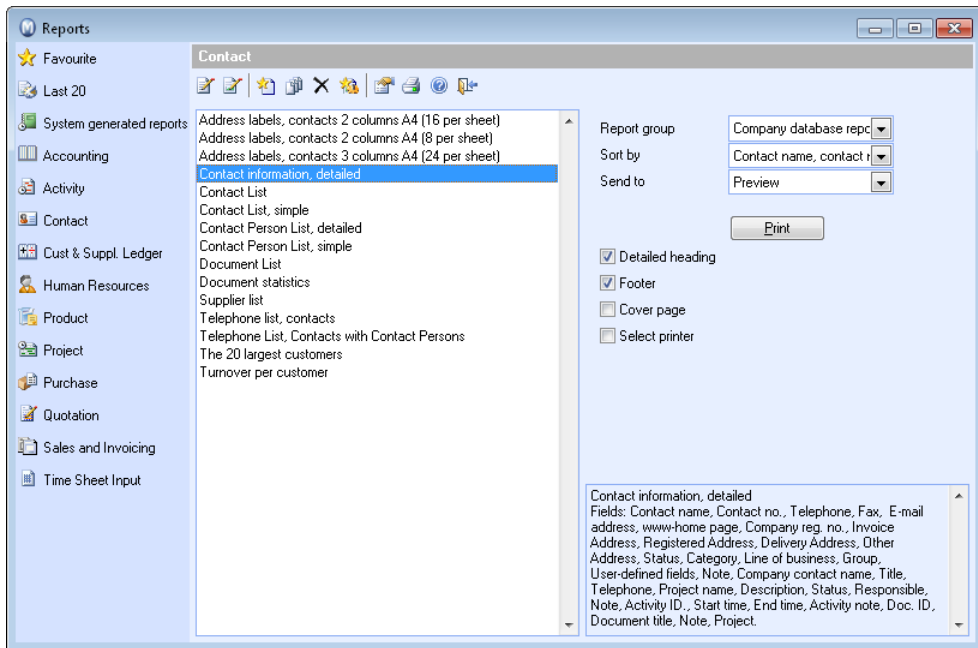 Reports
Favourite
Last 20
System generated reports
Accounting
Activity
Contact
Cust & Suppl. Ledger
Human Resources
Product
Project
Purchase
Quotation
Sales and Invoicing
Time Sheet Input
Contact
Address labels, contacts 2 columns A4 (16 per sheet)
Address labels, contacts 2 columns A4 (8 per sheet)
Address labels, contacts 3 columns A4 (24 per sheet)
Contact information, detailed
Contact List
Contact List, simple
Contact Person List, detailed
Contact Person List, simple
Document List
Document statistics
Supplier list
Telephone list, contacts
Telephone List, Contacts with Contact Persons
The 20 largest customers
Turnover per customer
Report group Company database repc
Sort by Contact name, contact r
Send to Preview
Print
Detailed heading
Footer
Cover page
Select printer
Contact information, detailed
Fields: Contact name, Contact no., Telephone, Fax, E-mail
address, www-home page, Company reg. no., Invoice
Address, Registered Address, Delivery Address, Other
Address, Status, Category, Line of business, Group,
User-defined fields, Note, Company contact name, Title,
Telephone, Project name, Description, Status, Responsible,
Note, Activity ID., Start time, End time, Activity note, Doc. ID,
Document title, Note, Project.